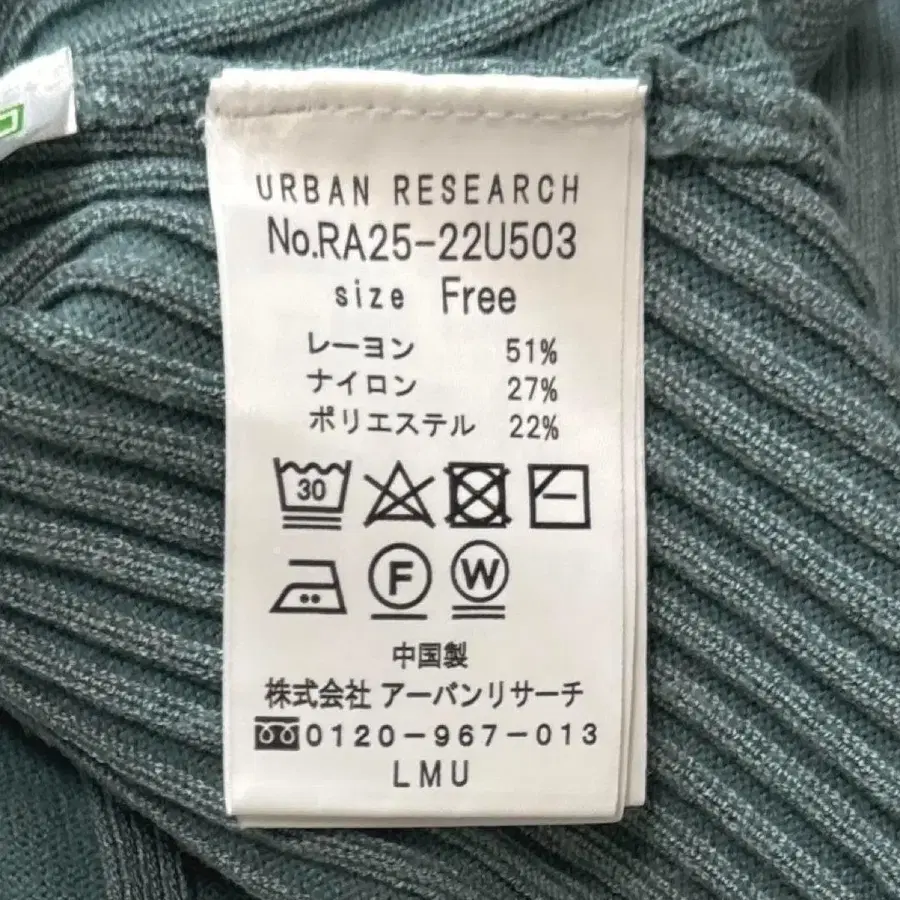 URBAN RESEARCH
No.RA25-22U503
size Free
レーヨン 51%
ナイロン 27%
ポリエステル 22%
30
F W
中国製
株式会社 アーバンリサーチ
0120-967-013
LMU